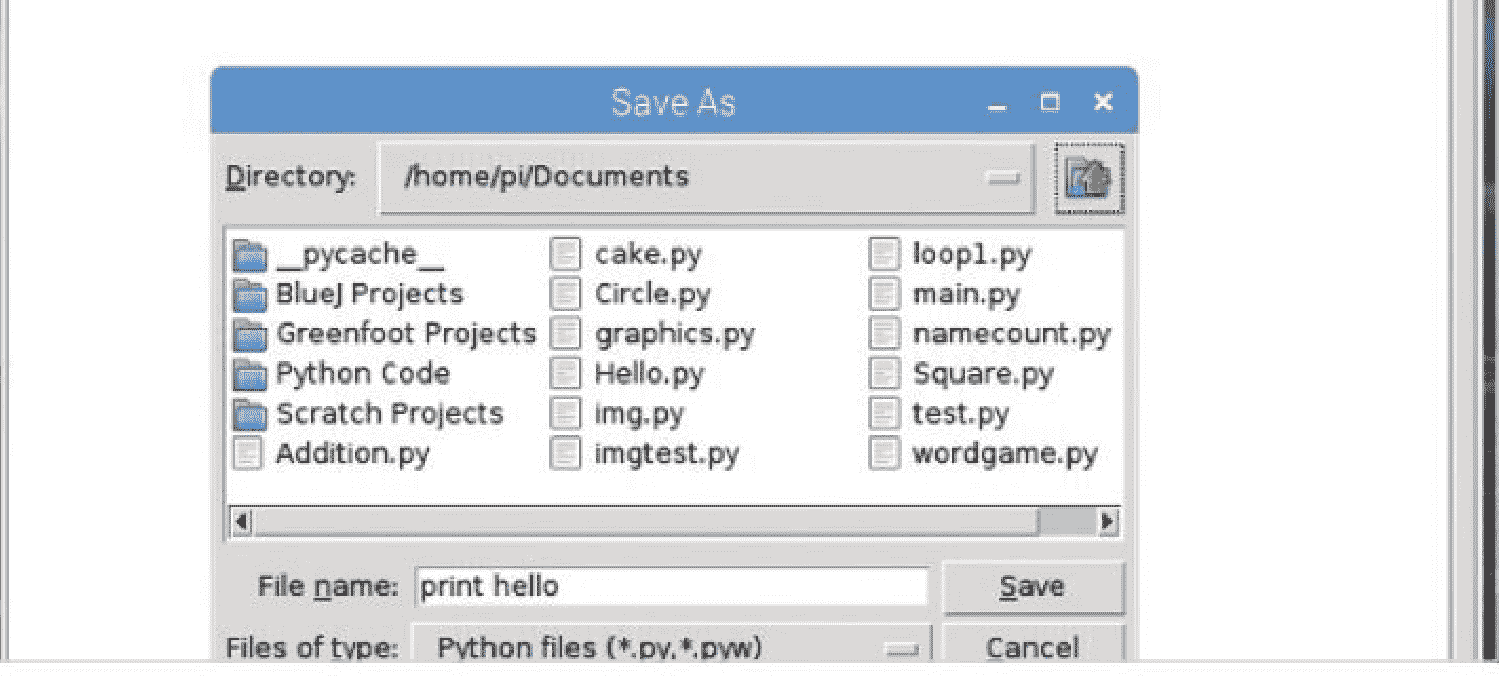 Save As
Directory: /home/pi/Documents
__pycache__ cake.py loop1.py
BlueJ Projects Circle.py main.py
Greenfoot Projects graphics.py namecount.py
Python Code Hello.py Square.py
Scratch Projects img.py test.py
Addition.py imgtest.py wordgame.py
File name: print hello Save
Files of type: Python files (*.py,*.pyw) Cancel